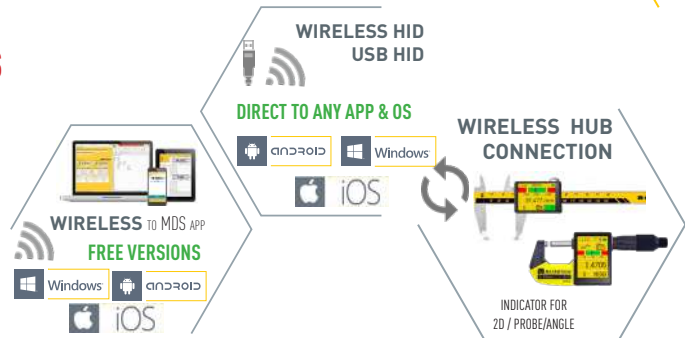 S
WIRELESS HID
USB HID
DIRECT TO ANY APP & OS
android
Windows
iOS
WIRELESS HUB
CONNECTION
INDICATOR FOR
2D / PROBE/ANGLE
WIRELESS TO MDS APP
FREE VERSIONS
Windows
android
iOS